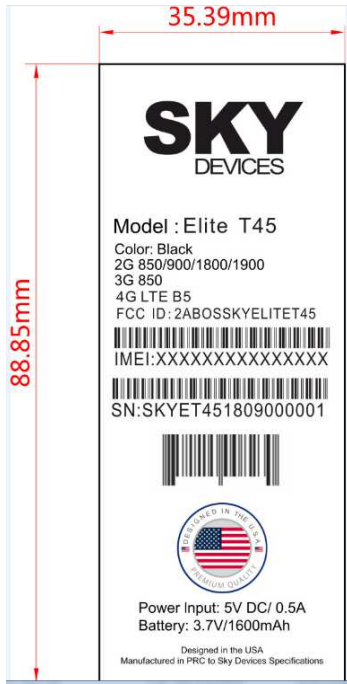 35.39mm
88.85mm
SKY
DEVICES
Model : Elite T45
Color: Black
2G 850/900/1800/1900
3G 850
4G LTE B5
FCC ID: 2ABOSSKYELITET45
IMEI:XXXXXXXXXXXXXXX
SN:SKYET451809000001
DESIGNED IN THE U.S.A
PREMIUM QUALITY
Power Input: 5V DC/ 0.5A
Battery: 3.7V/1600mAh
Designed in the USA
Manufactured in PRC to Sky Devices Specifications